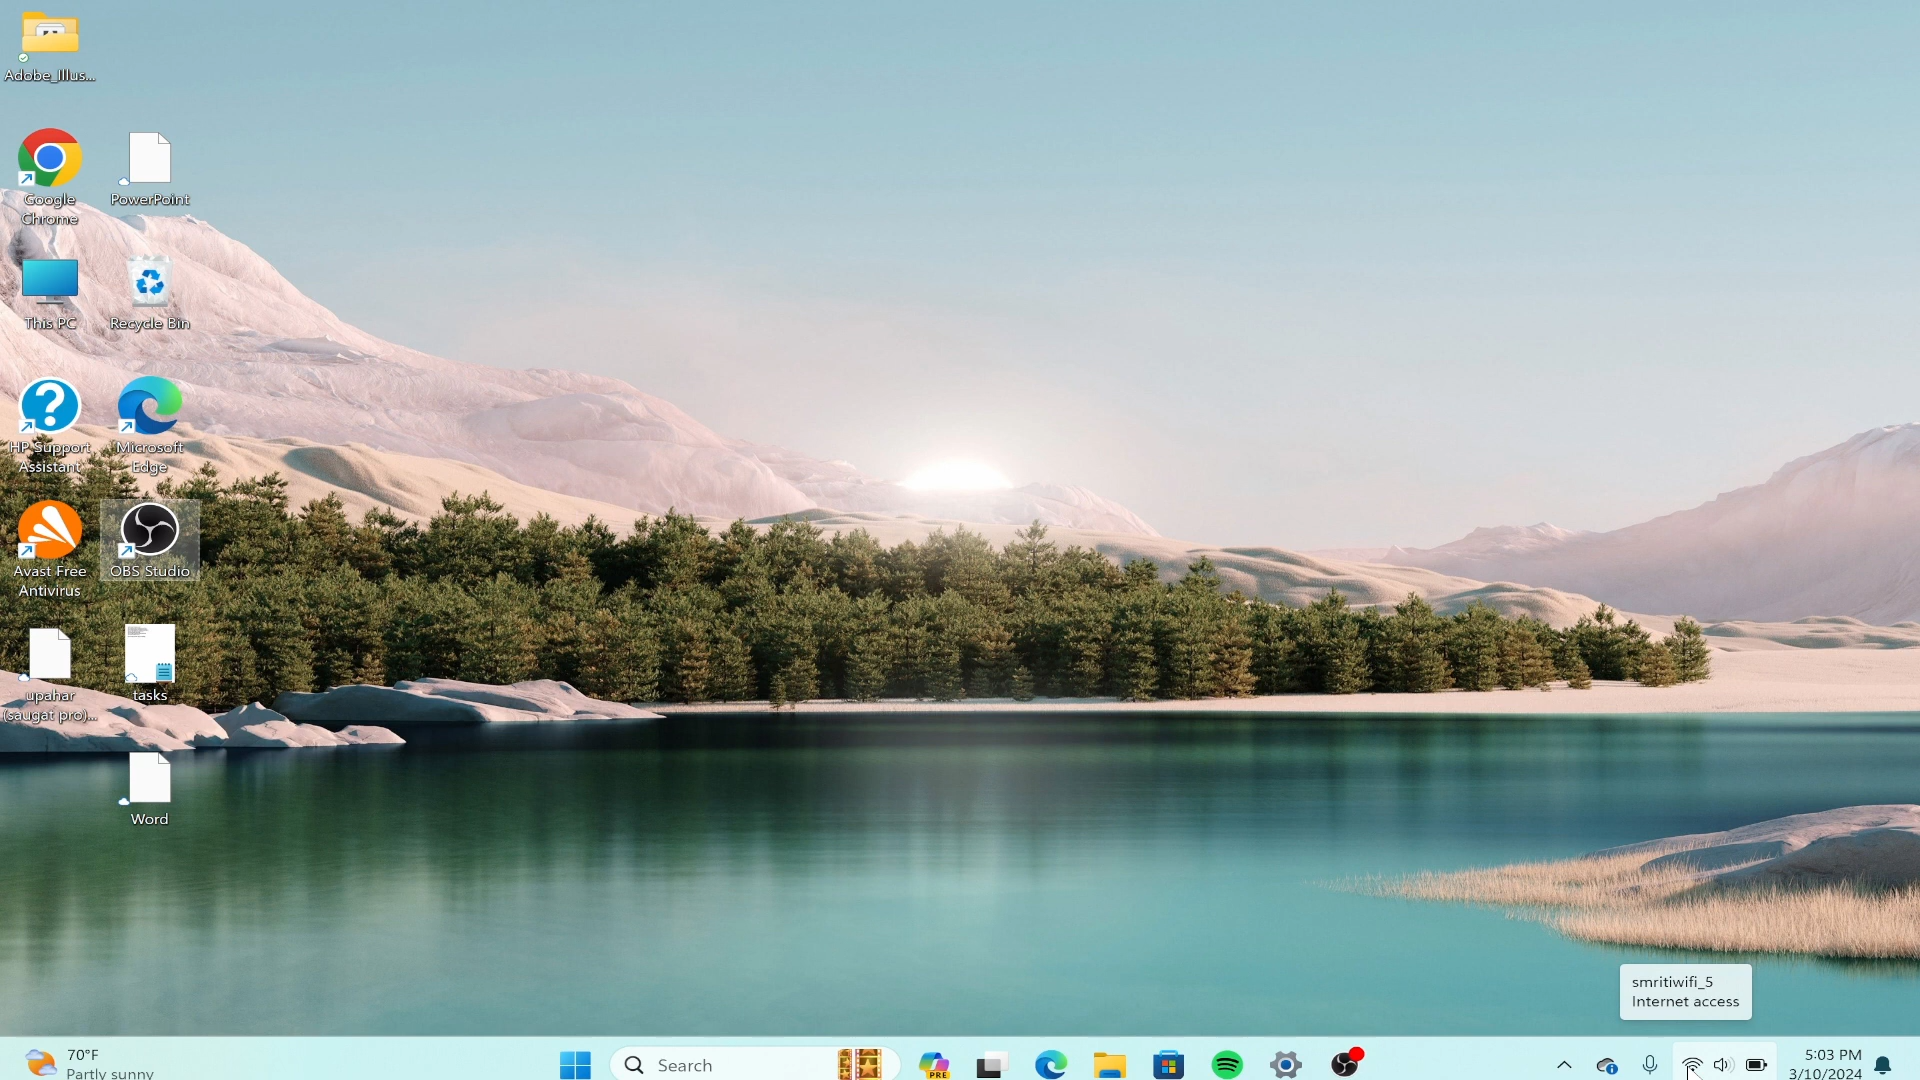 Adobe_Illus...
Google
Chrome
PowerPoint
This PC
Recycle Bin
HP Support
Assistant
Microsoft
Edge
Avast Free
Antivirus
OBS Studio
upahar
(saugat pro)...
tasks
Word
smritiwifi_5
Internet access
70°F
Partly sunny
Search
PRE
5:03 PM
3/10/2024